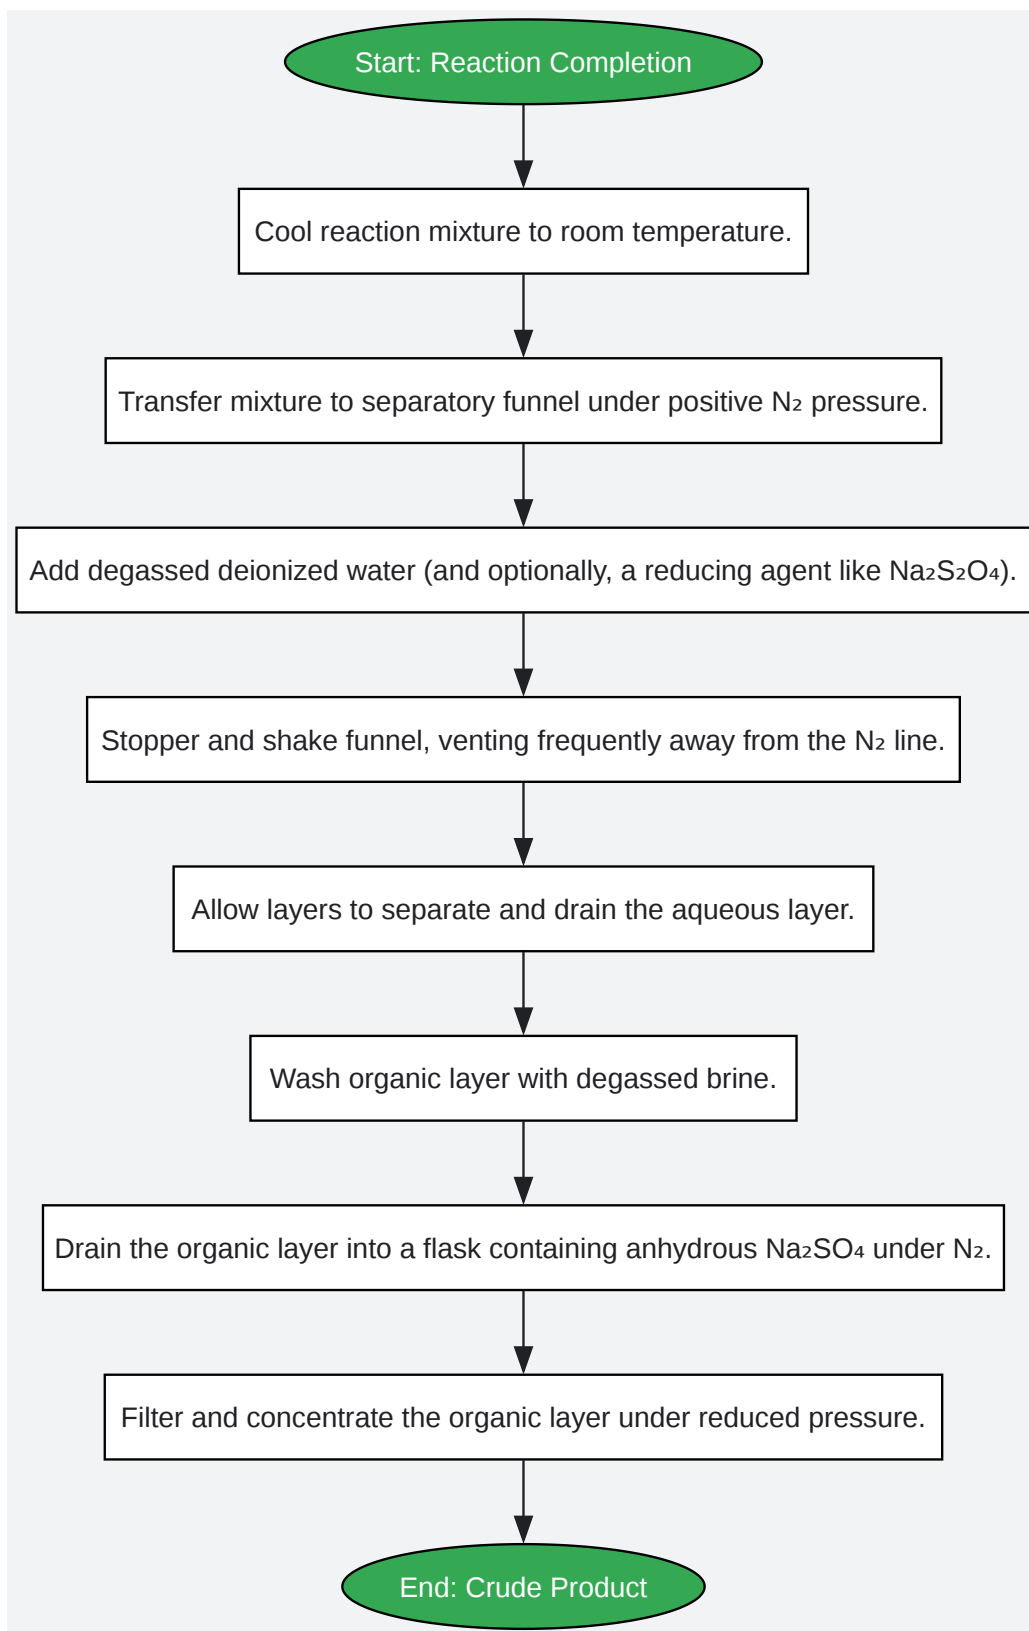 Start: Reaction Completion
Cool reaction mixture to room temperature.
Transfer mixture to separatory funnel under positive N₂ pressure.
Add degassed deionized water (and optionally, a reducing agent like Na₂S₂O₄).
Stopper and shake funnel, venting frequently away from the N₂ line.
Allow layers to separate and drain the aqueous layer.
Wash organic layer with degassed brine.
Drain the organic layer into a flask containing anhydrous Na₂SO₄ under N₂.
Filter and concentrate the organic layer under reduced pressure.
End: Crude Product